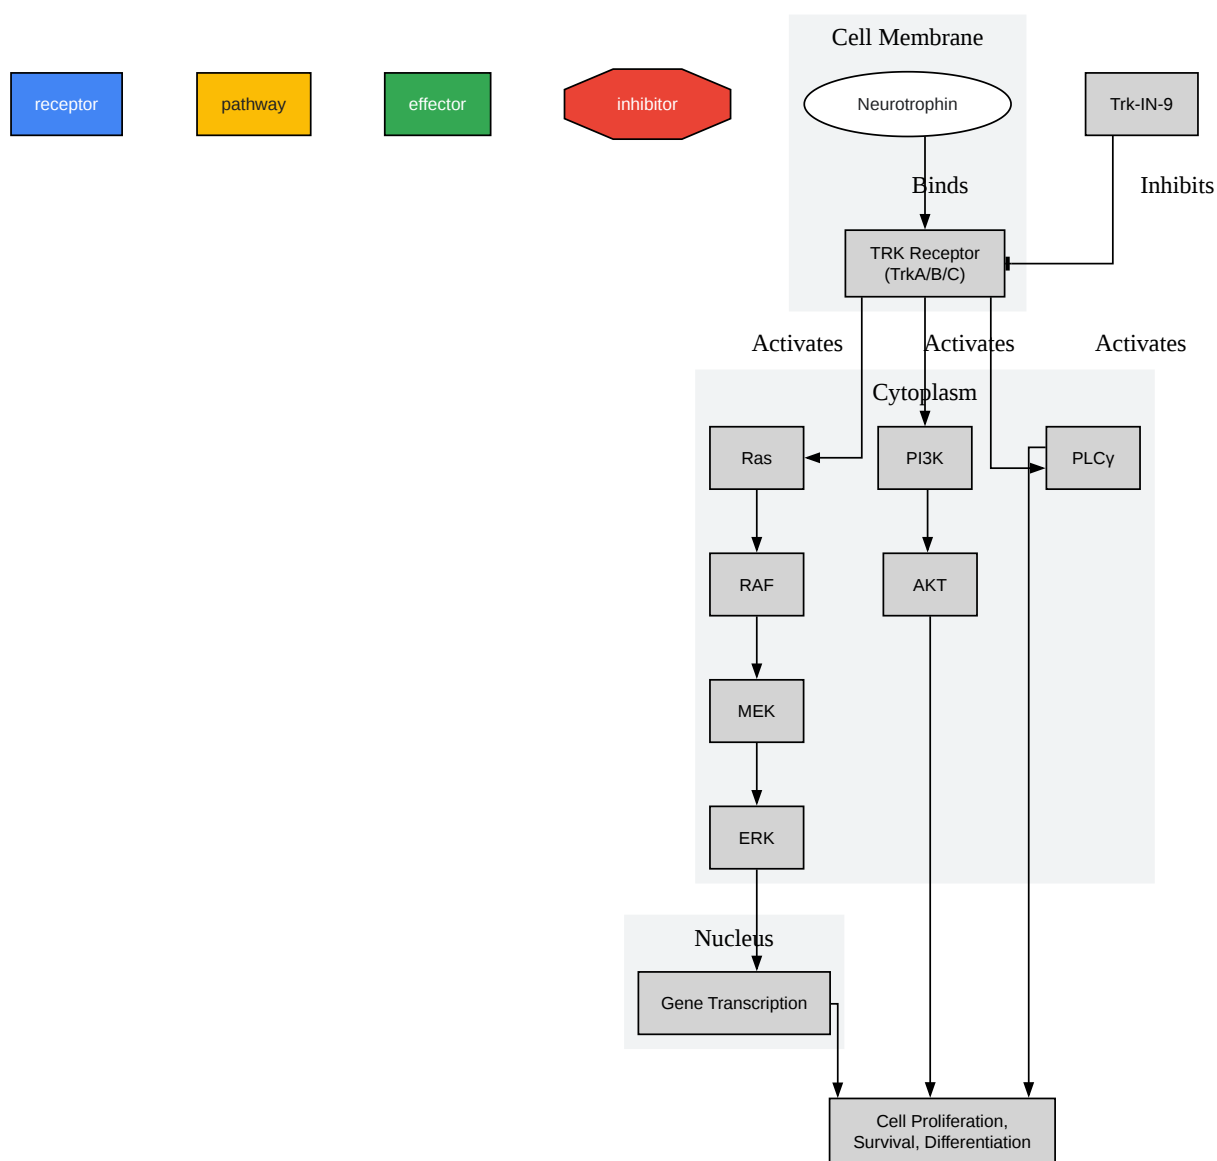 Cell Membrane
receptor
pathway
effector
inhibitor
Neurotrophin
Trk-IN-9
Binds
Inhibits
TRK Receptor
(TrkA/B/C)
Activates
Activates
Activates
Cytoplasm
Ras
PI3K
PLCγ
RAF
AKT
MEK
ERK
Nucleus
Gene Transcription
Cell Proliferation,
Survival, Differentiation